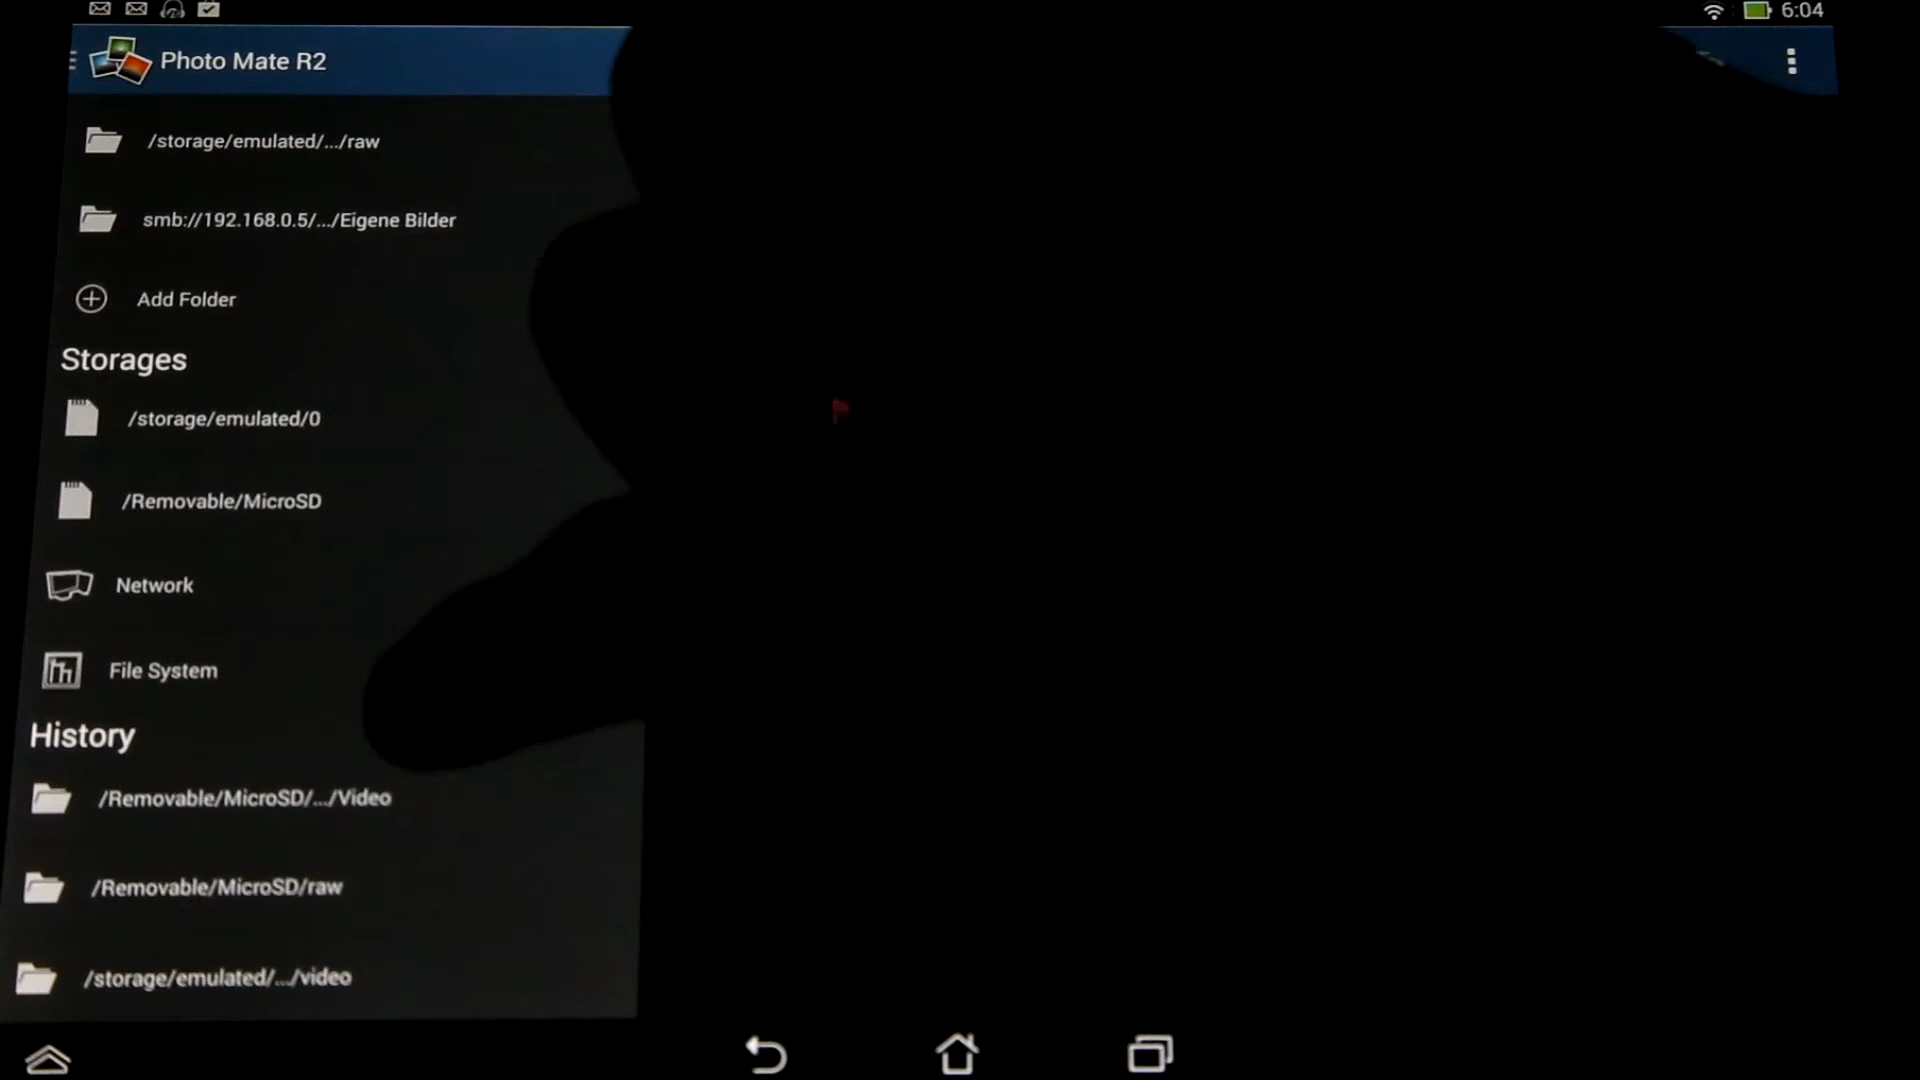 6:04
Photo Mate R2
/storage/emulated/.../raw
smb://192.168.0.5/.../Eigene Bilder
Add Folder
Storages
/storage/emulated/0
/Removable/MicroSD
Network
File System
History
/Removable/MicroSD/.../Video
/Removable/MicroSD/raw
/storage/emulated/.../video